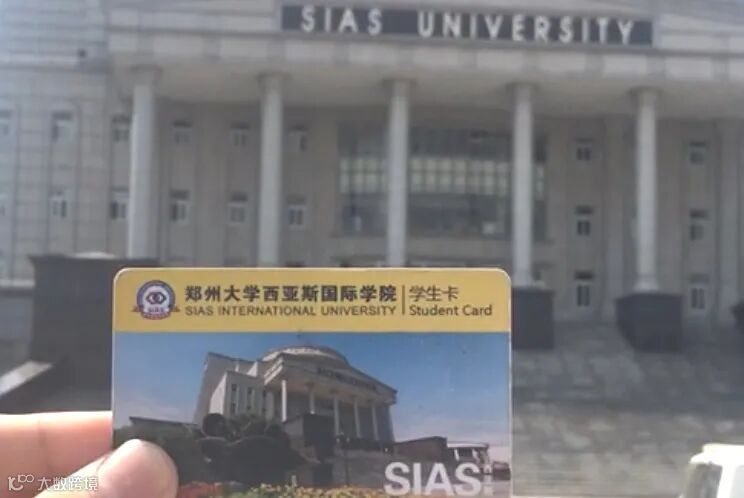 SIAS UNIVERSITY
郑州大学西亚斯国际学院
学生卡
SIAS INTERNATIONAL UNIVERSITY
Student Card
SIAS
大数跨境